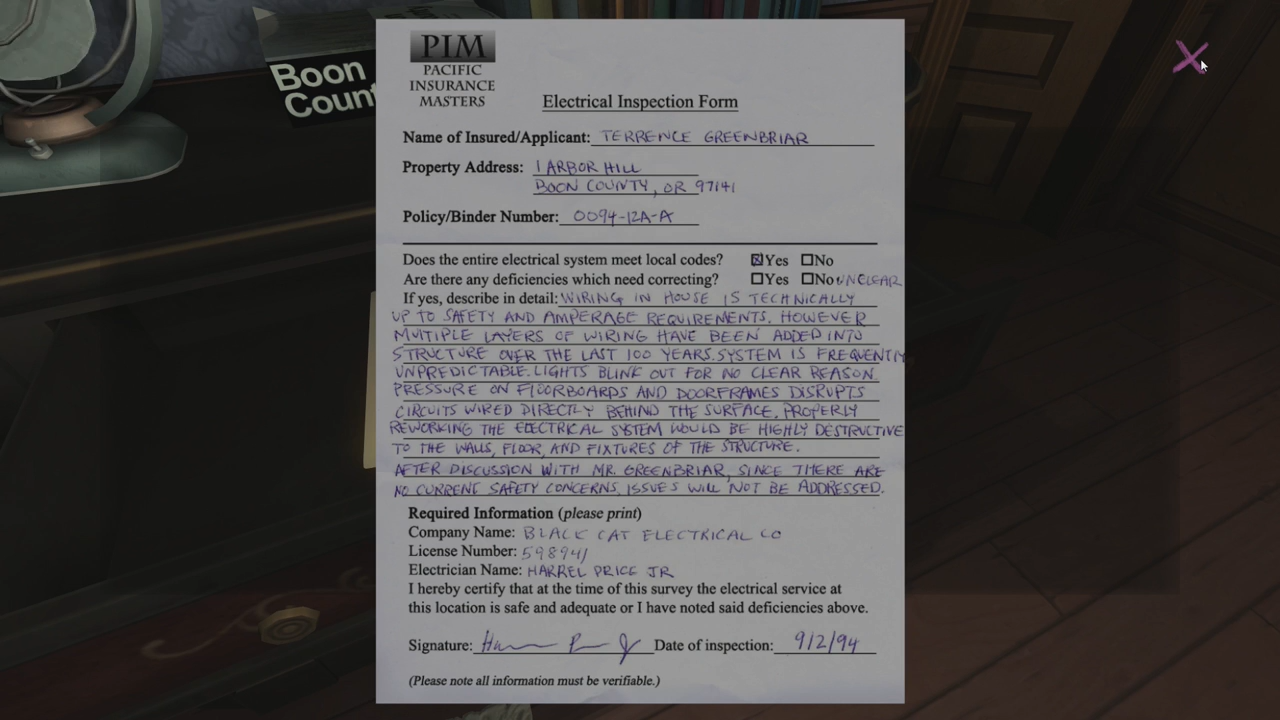 Boon
Count
PIM
PACIFIC
INSURANCE
MASTERS
Electrical Inspection Form
Name of Insured/Applicant: TERRENCE GREENBRIAR
Property Address: 1 ARBOR HILL
BOON COUNTY, OR 97141
Policy/Binder Number: 0094-12A-A
Does the entire electrical system meet local codes? ☒Yes ☐No
Are there any deficiencies which need correcting? ☐Yes ☐No UNCLEAR
If yes, describe in detail: WIRING IN HOUSE IS TECHNICALLY
UP TO SAFETY AND AMPERAGE REQUIREMENTS. HOWEVER
MULTIPLE LAYERS OF WIRING HAVE BEEN ADDED INTO
STRUCTURE OVER THE LAST 100 YEARS. SYSTEM IS FREQUENTLY
UNPREDICTABLE. LIGHTS BLINK OUT FOR NO CLEAR REASON.
PRESSURE ON FLOORBOARDS AND DOORFRAMES DISRUPTS
CIRCUITS WIRED DIRECTLY BEHIND THE SURFACE. PROPERLY
REWORKING THE ELECTRICAL SYSTEM WOULD BE HIGHLY DESTRUCTIVE
TO THE WALLS, FLOOR, AND FIXTURES OF THE STRUCTURE.
AFTER DISCUSSION WITH MR. GREENBRIAR, SINCE THERE ARE
NO CURRENT SAFETY CONCERNS, ISSUES WILL NOT BE ADDRESSED.
Required Information (please print)
Company Name: BLACK CAT ELECTRICAL CO
License Number: 598941
Electrician Name: HARREL PRICE JR
I hereby certify that at the time of this survey the electrical service at
this location is safe and adequate or I have noted said deficiencies above.
Signature: Date of inspection: 9/2/94
(Please note all information must be verifiable.)